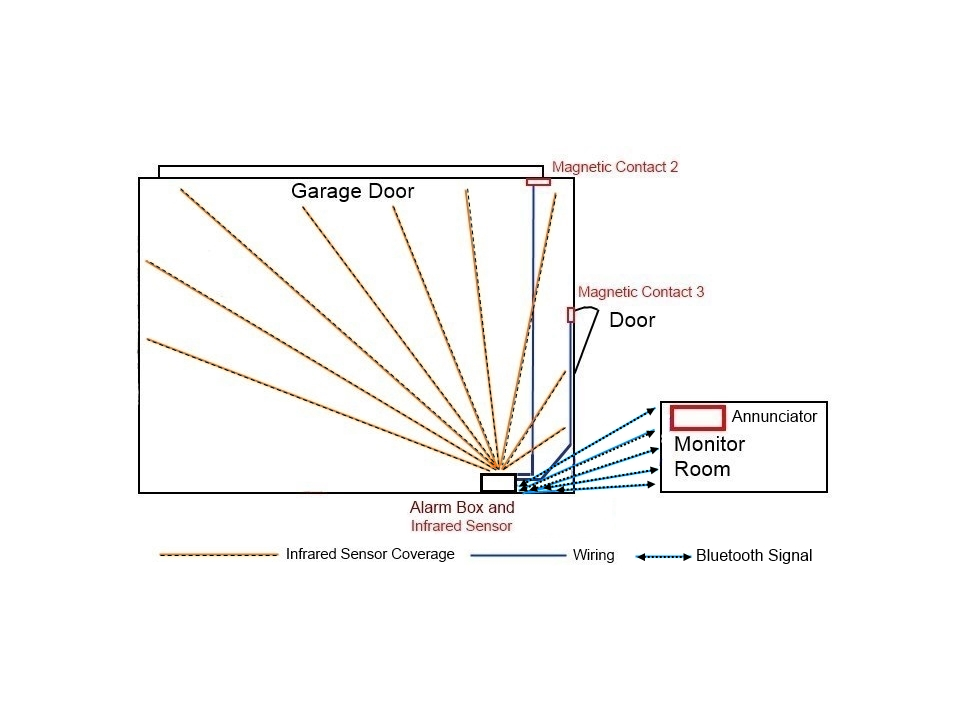 Magnetic Contact 2
Garage Door
Magnetic Contact 3
Door
Annunciator
Monitor
Room
Alarm Box and
Infrared Sensor
Infrared Sensor Coverage
Wiring
Bluetooth Signal